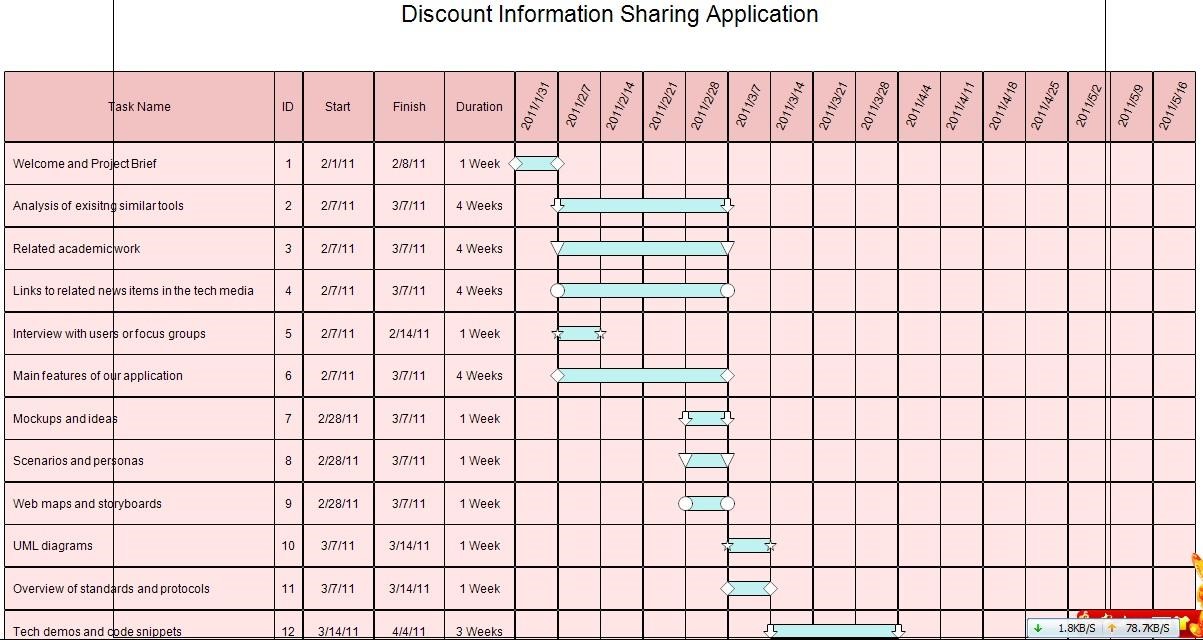 Discount Information Sharing Application
Task Name ID Start Finish Duration 2011/1/31 2011/2/7 2011/2/14 2011/2/21 2011/2/28 2011/3/7 2011/3/14 2011/3/21 2011/3/28 2011/4/4 2011/4/11 2011/4/18 2011/4/25 2011/5/2 2011/5/9 2011/5/16
Welcome and Project Brief 1 2/1/11 2/8/11 1 Week
Analysis of exisitng similar tools 2 2/7/11 3/7/11 4 Weeks
Related academic work 3 2/7/11 3/7/11 4 Weeks
Links to related news items in the tech media 4 2/7/11 3/7/11 4 Weeks
Interview with users or focus groups 5 2/7/11 2/14/11 1 Week
Main features of our application 6 2/7/11 3/7/11 4 Weeks
Mockups and ideas 7 2/28/11 3/7/11 1 Week
Scenarios and personas 8 2/28/11 3/7/11 1 Week
Web maps and storyboards 9 2/28/11 3/7/11 1 Week
UML diagrams 10 3/7/11 3/14/11 1 Week
Overview of standards and protocols 11 3/7/11 3/14/11 1 Week
Tech demos and code snippets 12 3/14/11 4/4/11 3 Weeks
1.8KB/S 78.7KB/S